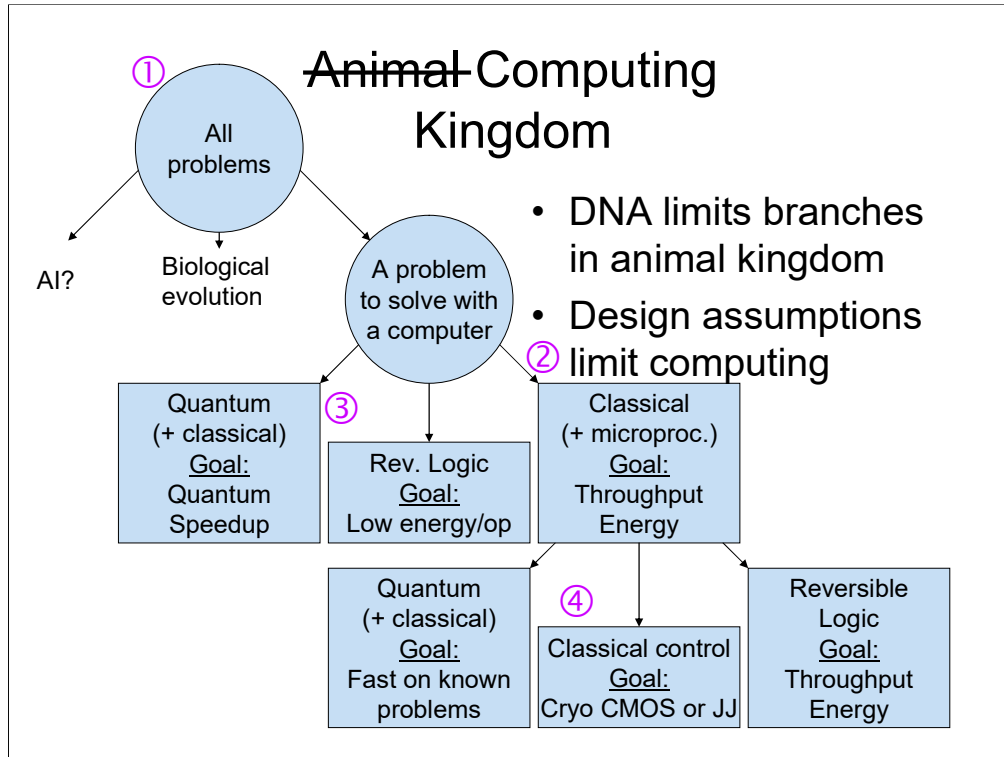 ①
Animal Computing
Kingdom
All
problems
• DNA limits branches
in animal kingdom
• Design assumptions
limit computing
AI?
Biological
evolution
A problem
to solve with
a computer
②
③
Quantum
(+ classical)
Goal:
Quantum
Speedup
Rev. Logic
Goal:
Low energy/op
Classical
(+ microproc.)
Goal:
Throughput
Energy
④
Quantum
(+ classical)
Goal:
Fast on known
problems
Classical control
Goal:
Cryo CMOS or JJ
Reversible
Logic
Goal:
Throughput
Energy